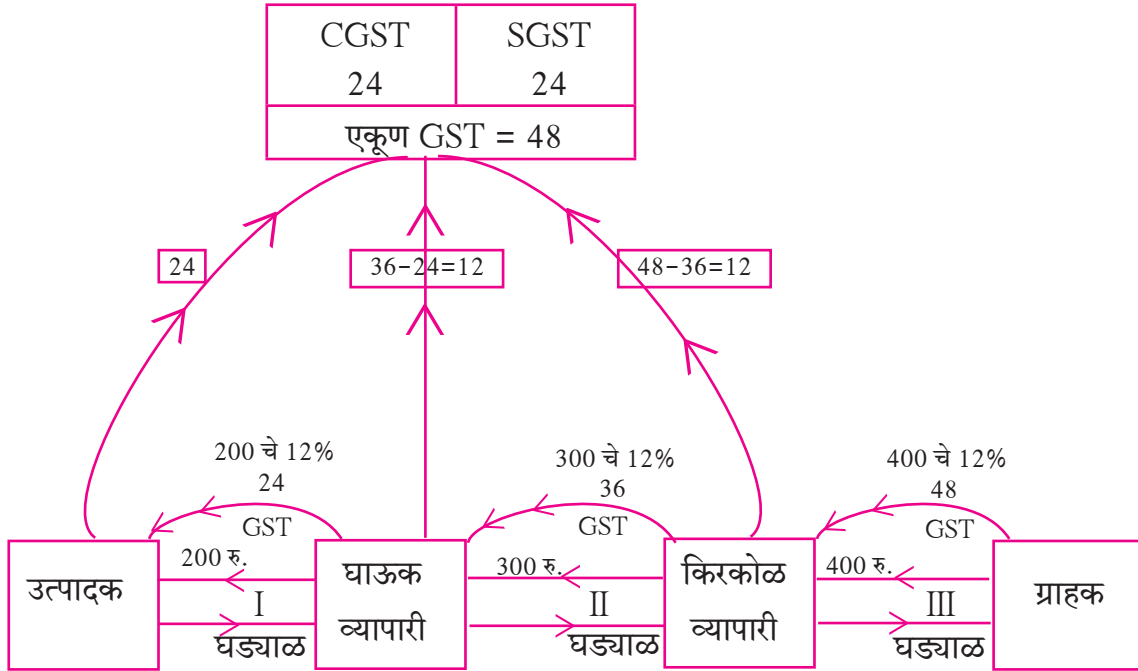 CGST SGST
24 24
एकूण GST = 48
24 36-24=12 48-36=12
200 चे 12% 300 चे 12% 400 चे 12%
24 36 48
GST GST GST
200 रु. 300 रु. 400 रु.
उत्पादक घाऊक व्यापारी किरकोळ व्यापारी ग्राहक
I II III
घड्याळ घड्याळ घड्याळ